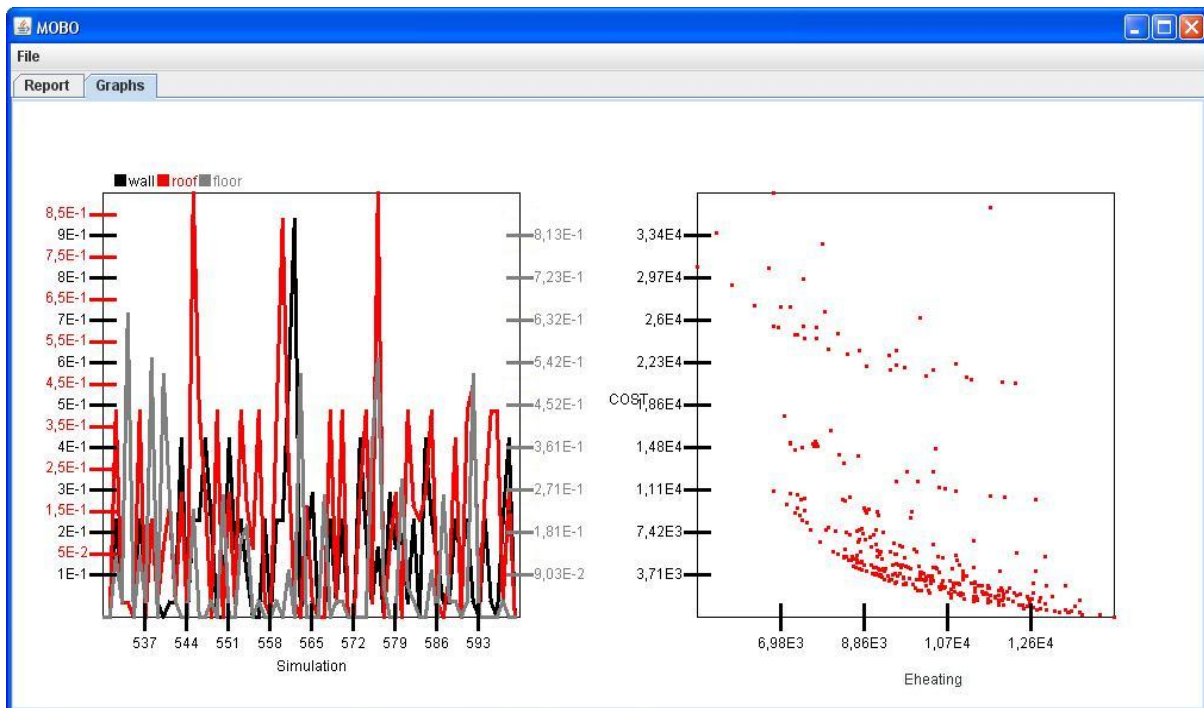 MOBO
File
Report Graphs
wall roof floor
8,5E-1
9E-1
7,5E-1
8E-1
6,5E-1
7E-1
5,5E-1
6E-1
4,5E-1
5E-1
3,5E-1
4E-1
2,5E-1
3E-1
1,5E-1
2E-1
5E-2
1E-1
8,13E-1
7,23E-1
6,32E-1
5,42E-1
4,52E-1
3,61E-1
2,71E-1
1,81E-1
9,03E-2
537 544 551 558 565 572 579 586 593
Simulation
3,34E4
2,97E4
2,6E4
2,23E4
COST
1,86E4
1,48E4
1,11E4
7,42E3
3,71E3
6,98E3 8,86E3 1,07E4 1,26E4
Eheating